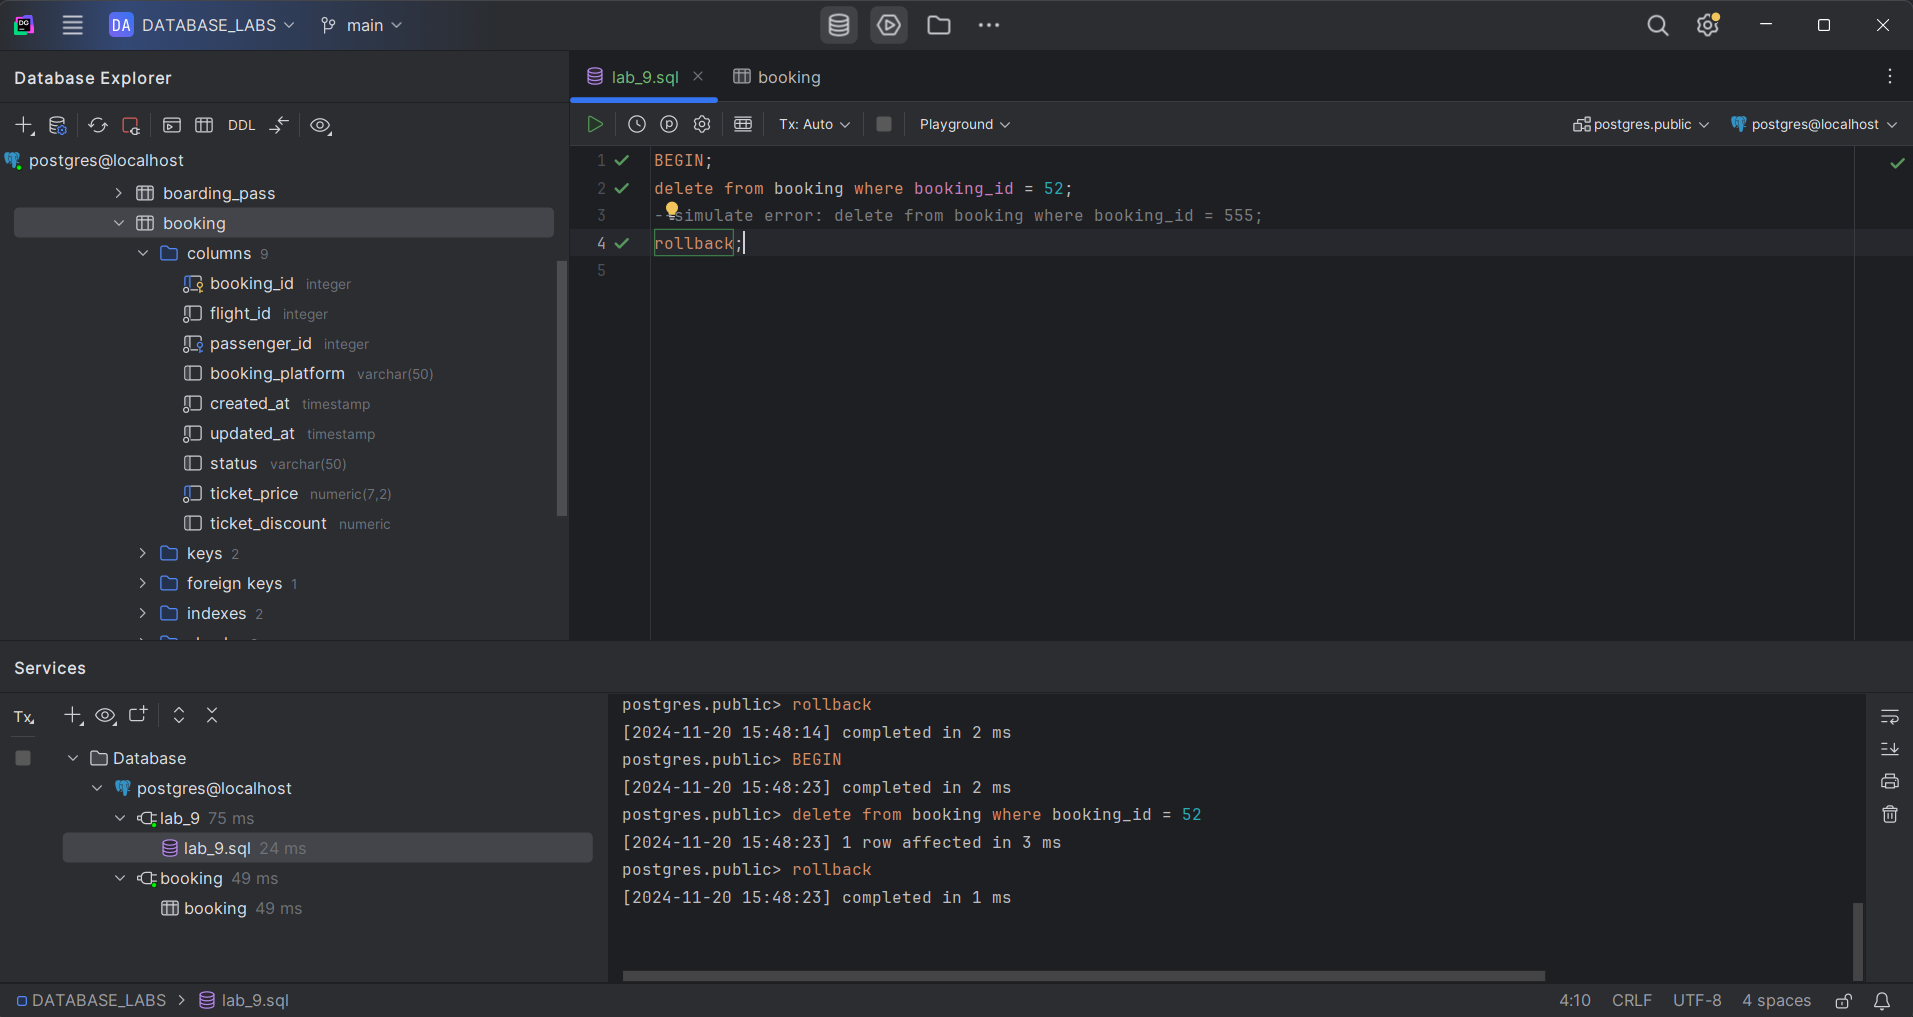 DA DATABASE_LABS main
Database Explorer
DDL
postgres@localhost
boarding_pass
booking
columns 9
booking_id integer
flight_id integer
passenger_id integer
booking_platform varchar(50)
created_at timestamp
updated_at timestamp
status varchar(50)
ticket_price numeric(7,2)
ticket_discount numeric
keys 2
foreign keys 1
indexes 2
lab_9.sql booking
Tx: Auto Playground postgres.public postgres@localhost
1 BEGIN;
2 delete from booking where booking_id = 52;
3 --simulate error: delete from booking where booking_id = 555;
4 rollback;
5
Services
Tx
Database
postgres@localhost
lab_9 75 ms
lab_9.sql 24 ms
booking 49 ms
booking 49 ms
postgres.public> rollback
[2024-11-20 15:48:14] completed in 2 ms
postgres.public> BEGIN
[2024-11-20 15:48:23] completed in 2 ms
postgres.public> delete from booking where booking_id = 52
[2024-11-20 15:48:23] 1 row affected in 3 ms
postgres.public> rollback
[2024-11-20 15:48:23] completed in 1 ms
DATABASE_LABS > lab_9.sql
4:10 CRLF UTF-8 4 spaces